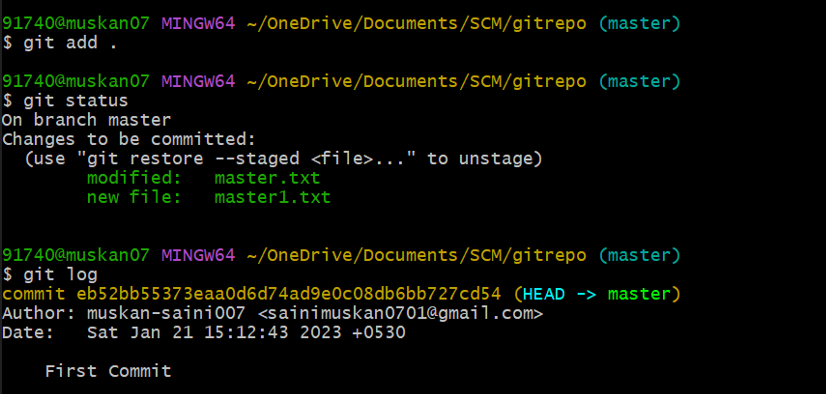 91740@muskan07 MINGW64 ~/OneDrive/Documents/SCM/gitrepo (master)
$ git add .
91740@muskan07 MINGW64 ~/OneDrive/Documents/SCM/gitrepo (master)
$ git status
On branch master
Changes to be committed:
  (use "git restore --staged <file>..." to unstage)
        modified:   master.txt
        new file:   master1.txt
91740@muskan07 MINGW64 ~/OneDrive/Documents/SCM/gitrepo (master)
$ git log
commit eb52bb55373eaa0d6d74ad9e0c08db6bb727cd54 (HEAD -> master)
Author: muskan-saini007 <sainimuskan0701@gmail.com>
Date:   Sat Jan 21 15:12:43 2023 +0530
    First Commit